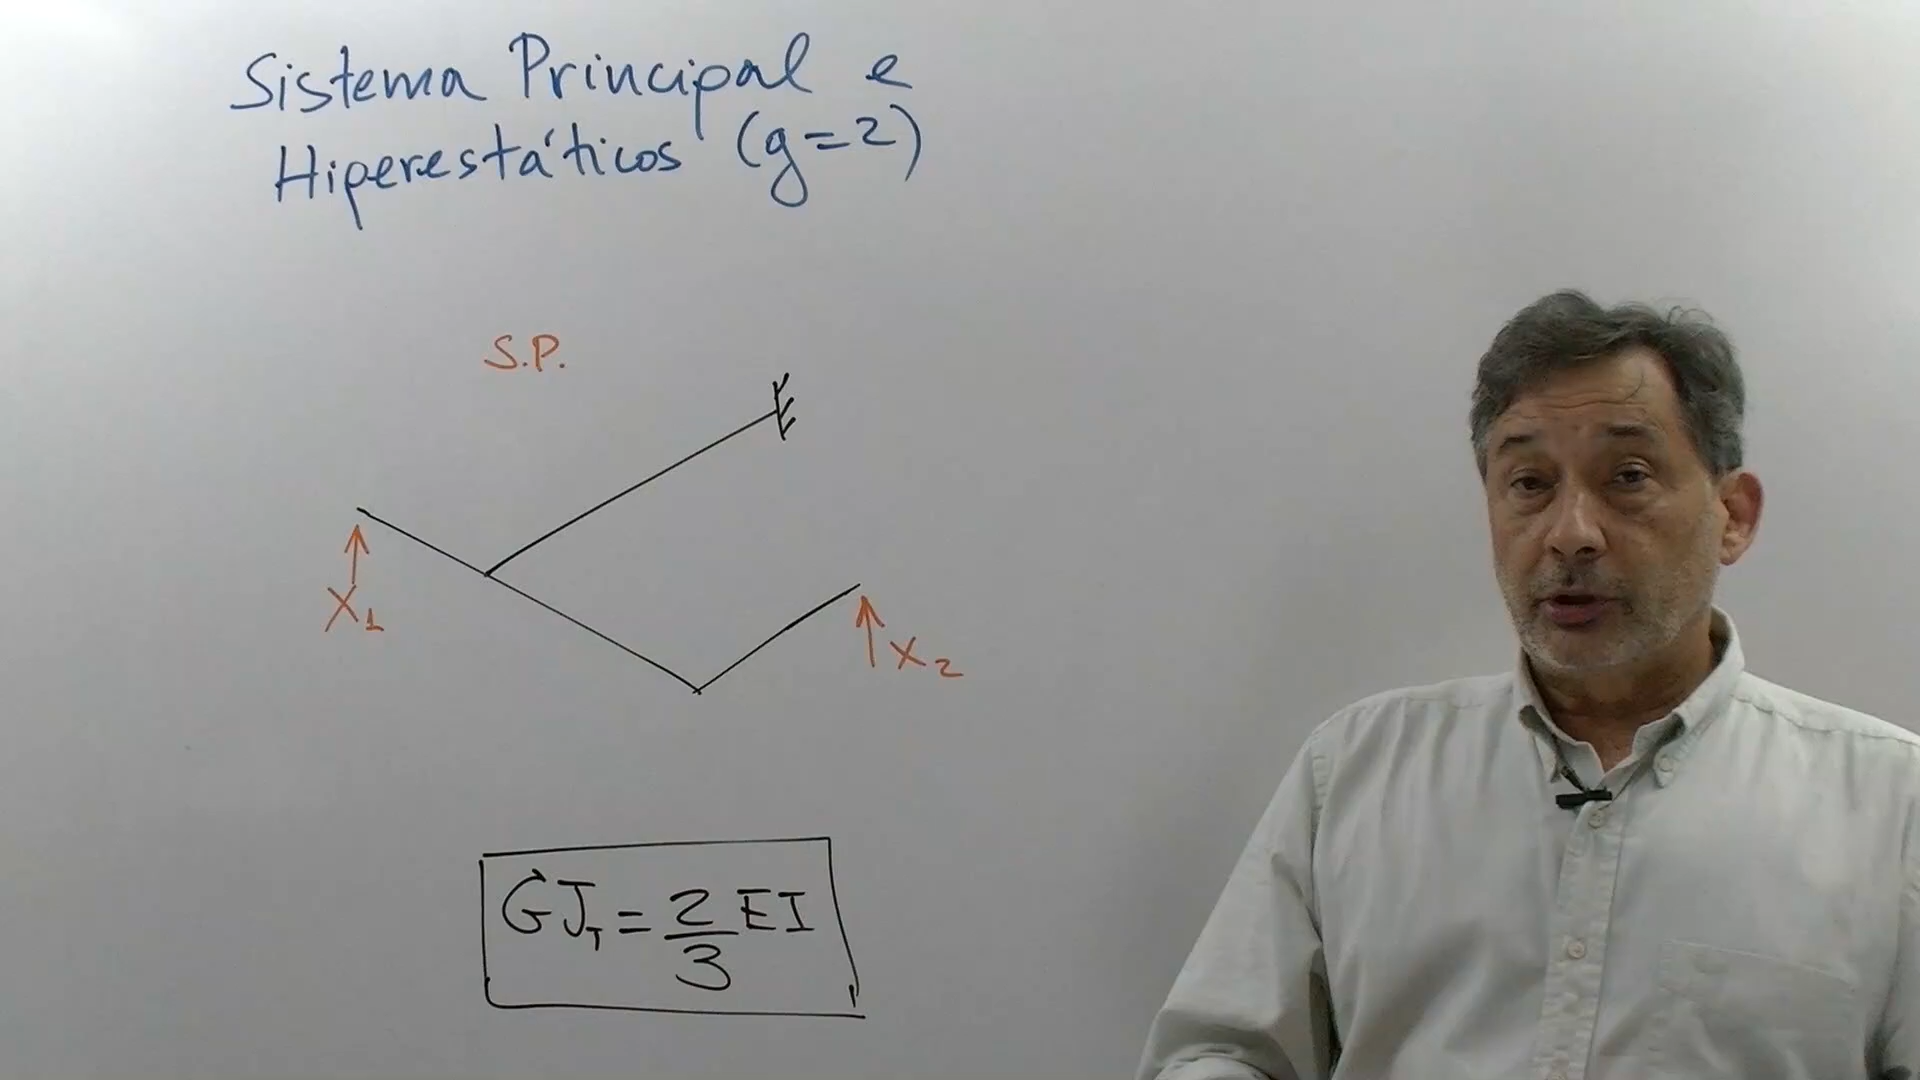 Sistema Principal e
Hiperestáticos (g=2)
S.P.
X1
X2
GJT = 2/3 EI